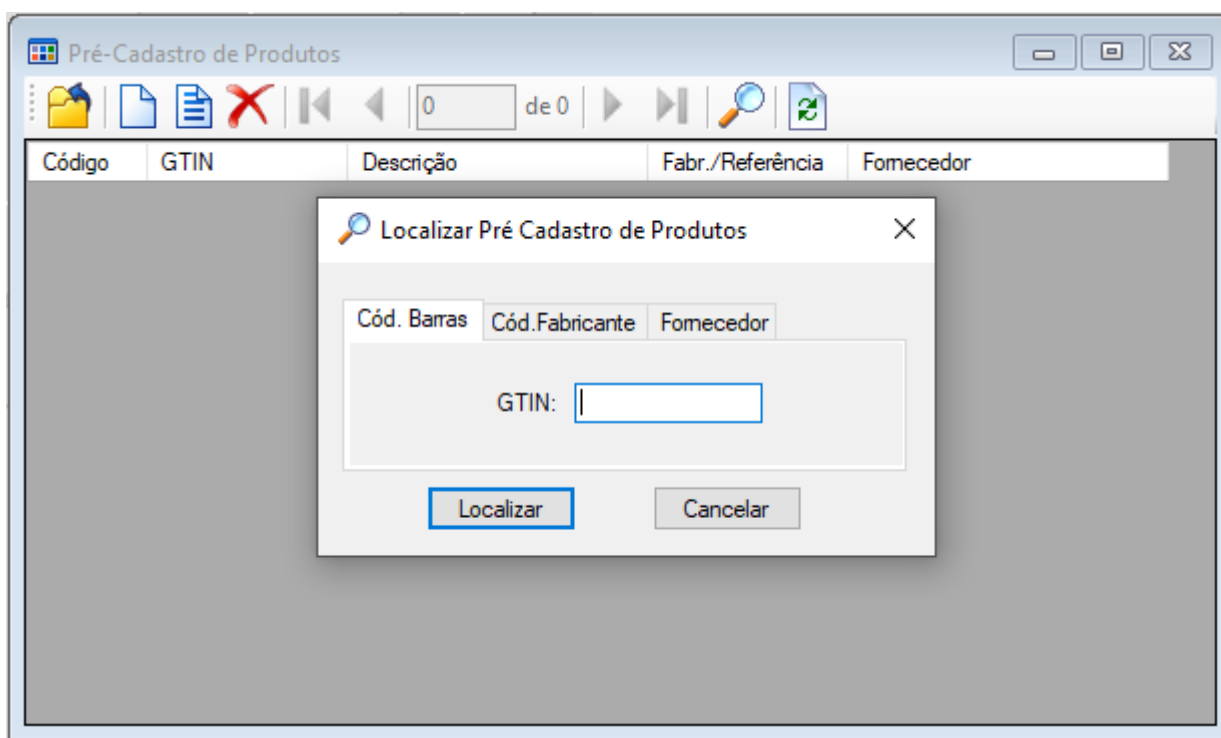 Pré-Cadastro de Produtos
0 de 0
Código GTIN Descrição Fabr./Referência Fornecedor
Localizar Pré Cadastro de Produtos
Cód. Barras Cód.Fabricante Fornecedor
GTIN:
Localizar Cancelar